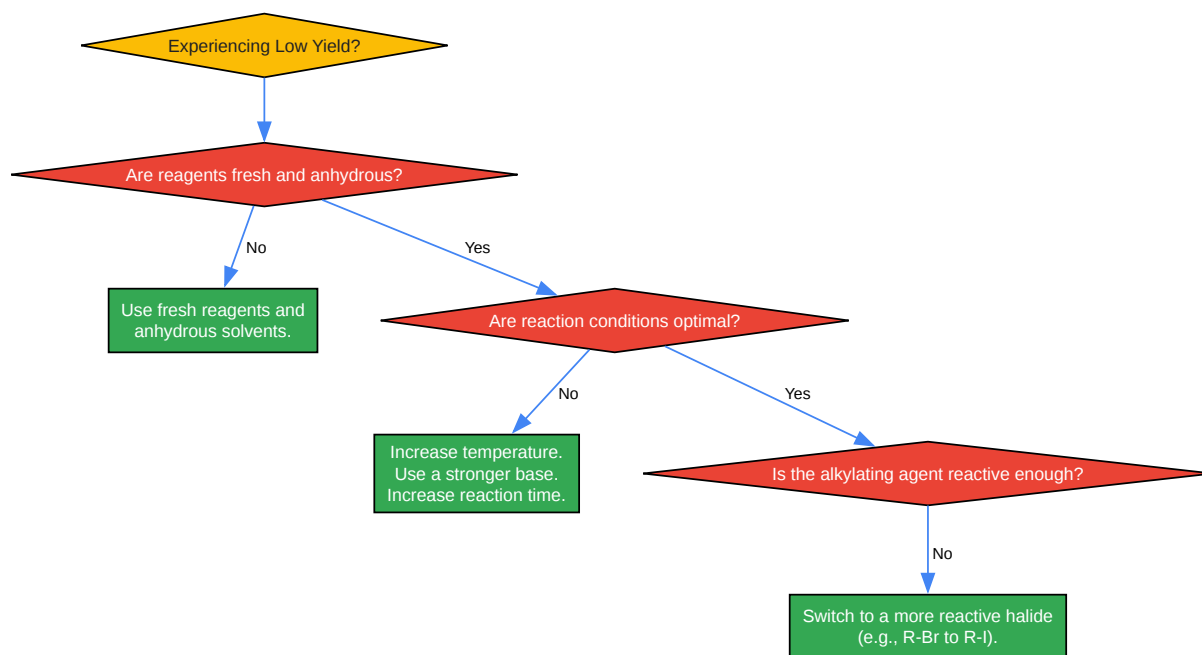 Experiencing Low Yield?
Are reagents fresh and anhydrous?
No
Yes
Use fresh reagents and
anhydrous solvents.
Are reaction conditions optimal?
No
Yes
Increase temperature.
Use a stronger base.
Increase reaction time.
Is the alkylating agent reactive enough?
No
Switch to a more reactive halide
(e.g., R-Br to R-I).